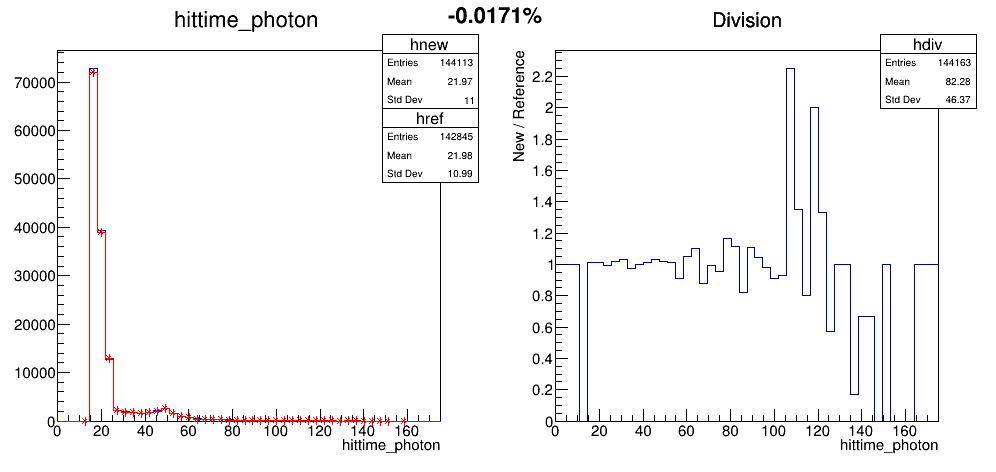 -0.0171%
hittime_photon
hnew
Entries 144113
Mean 21.97
Std Dev 11
href
Entries 142845
Mean 21.98
Std Dev 10.99
70000
60000
50000
40000
30000
20000
10000
0
0 20 40 60 80 100 120 140 160
hittime_photon
Division
hdiv
Entries 144163
Mean 82.28
Std Dev 46.37
New / Reference
2.2
2
1.8
1.6
1.4
1.2
1
0.8
0.6
0.4
0.2
0
0 20 40 60 80 100 120 140 160
hittime_photon